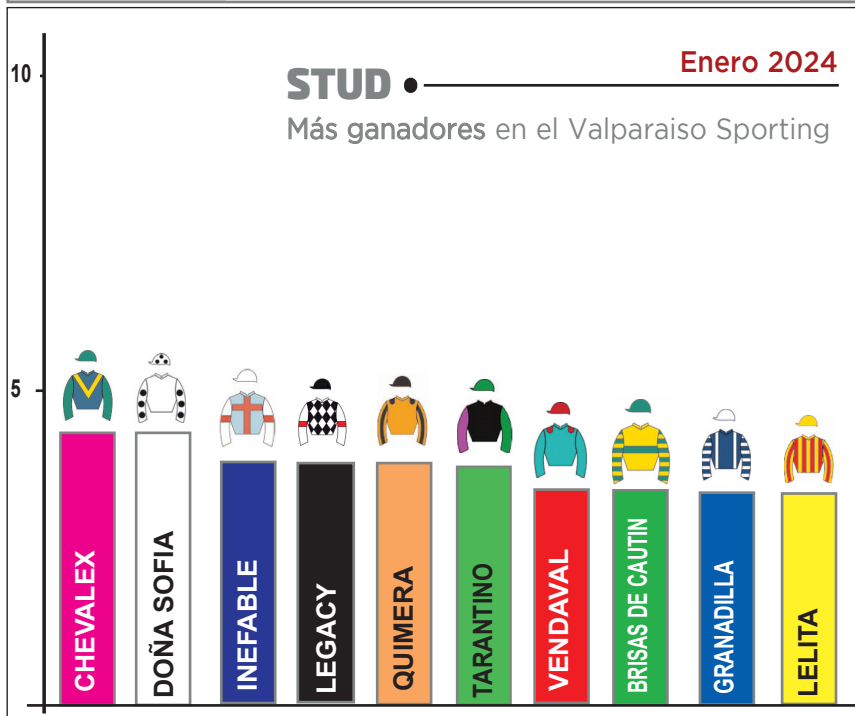 10
Enero 2024
STUD
Más ganadores en el Valparaiso Sporting
5
CHEVALEX
DOÑA SOFIA
INEFABLE
LEGACY
QUIMERA
TARANTINO
VENDAVAL
BRISAS DE CAUTIN
GRANADILLA
LELITA